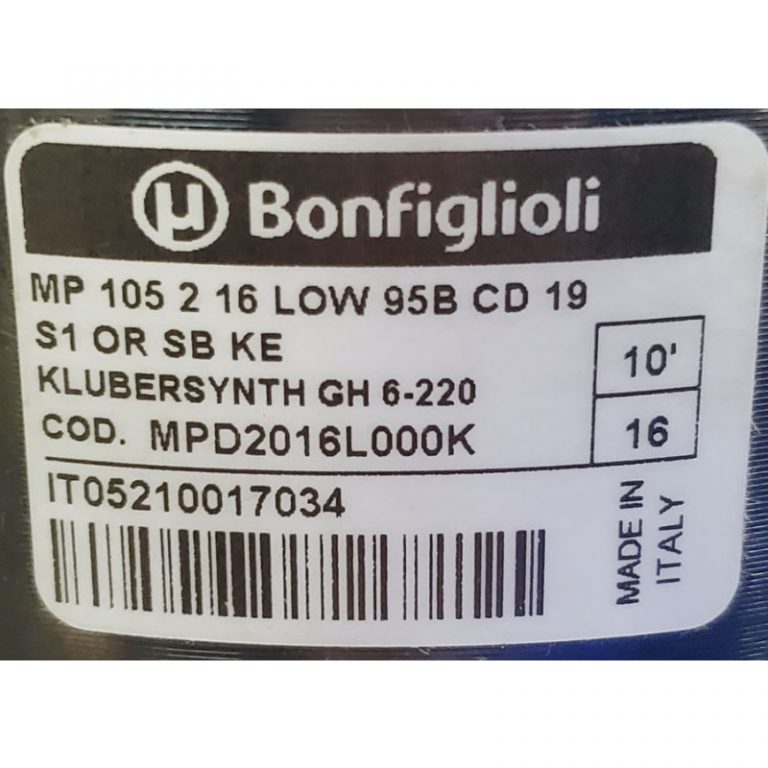 µ Bonfiglioli
MP 105 2 16 LOW 95B CD 19
S1 OR SB KE
KLUBERSYNTH GH 6-220
COD. MPD2016L000K
10'
16
IT05210017034
MADE IN
ITALY